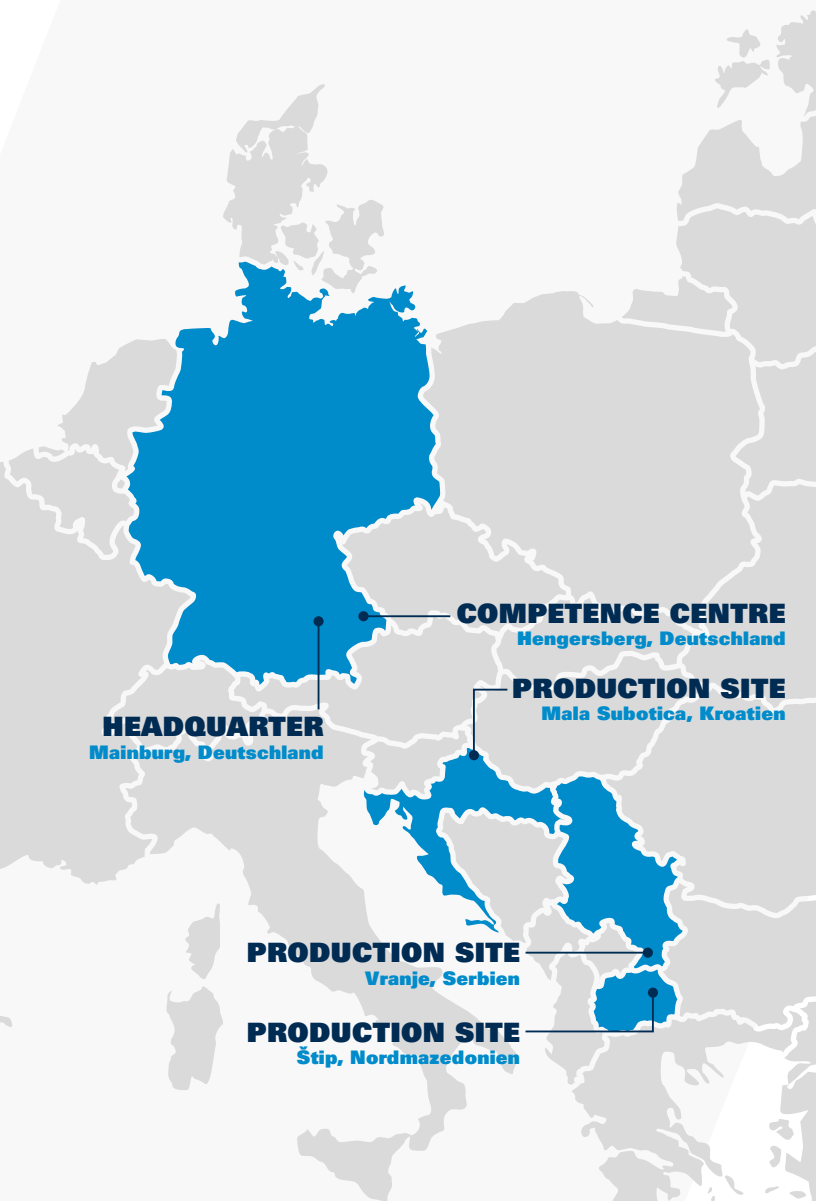 COMPETENCE CENTRE
Hengersberg, Deutschland
PRODUCTION SITE
Mala Subotica, Kroatien
HEADQUARTER
Mainburg, Deutschland
PRODUCTION SITE
Vranje, Serbien
PRODUCTION SITE
Štip, Nordmazedonien